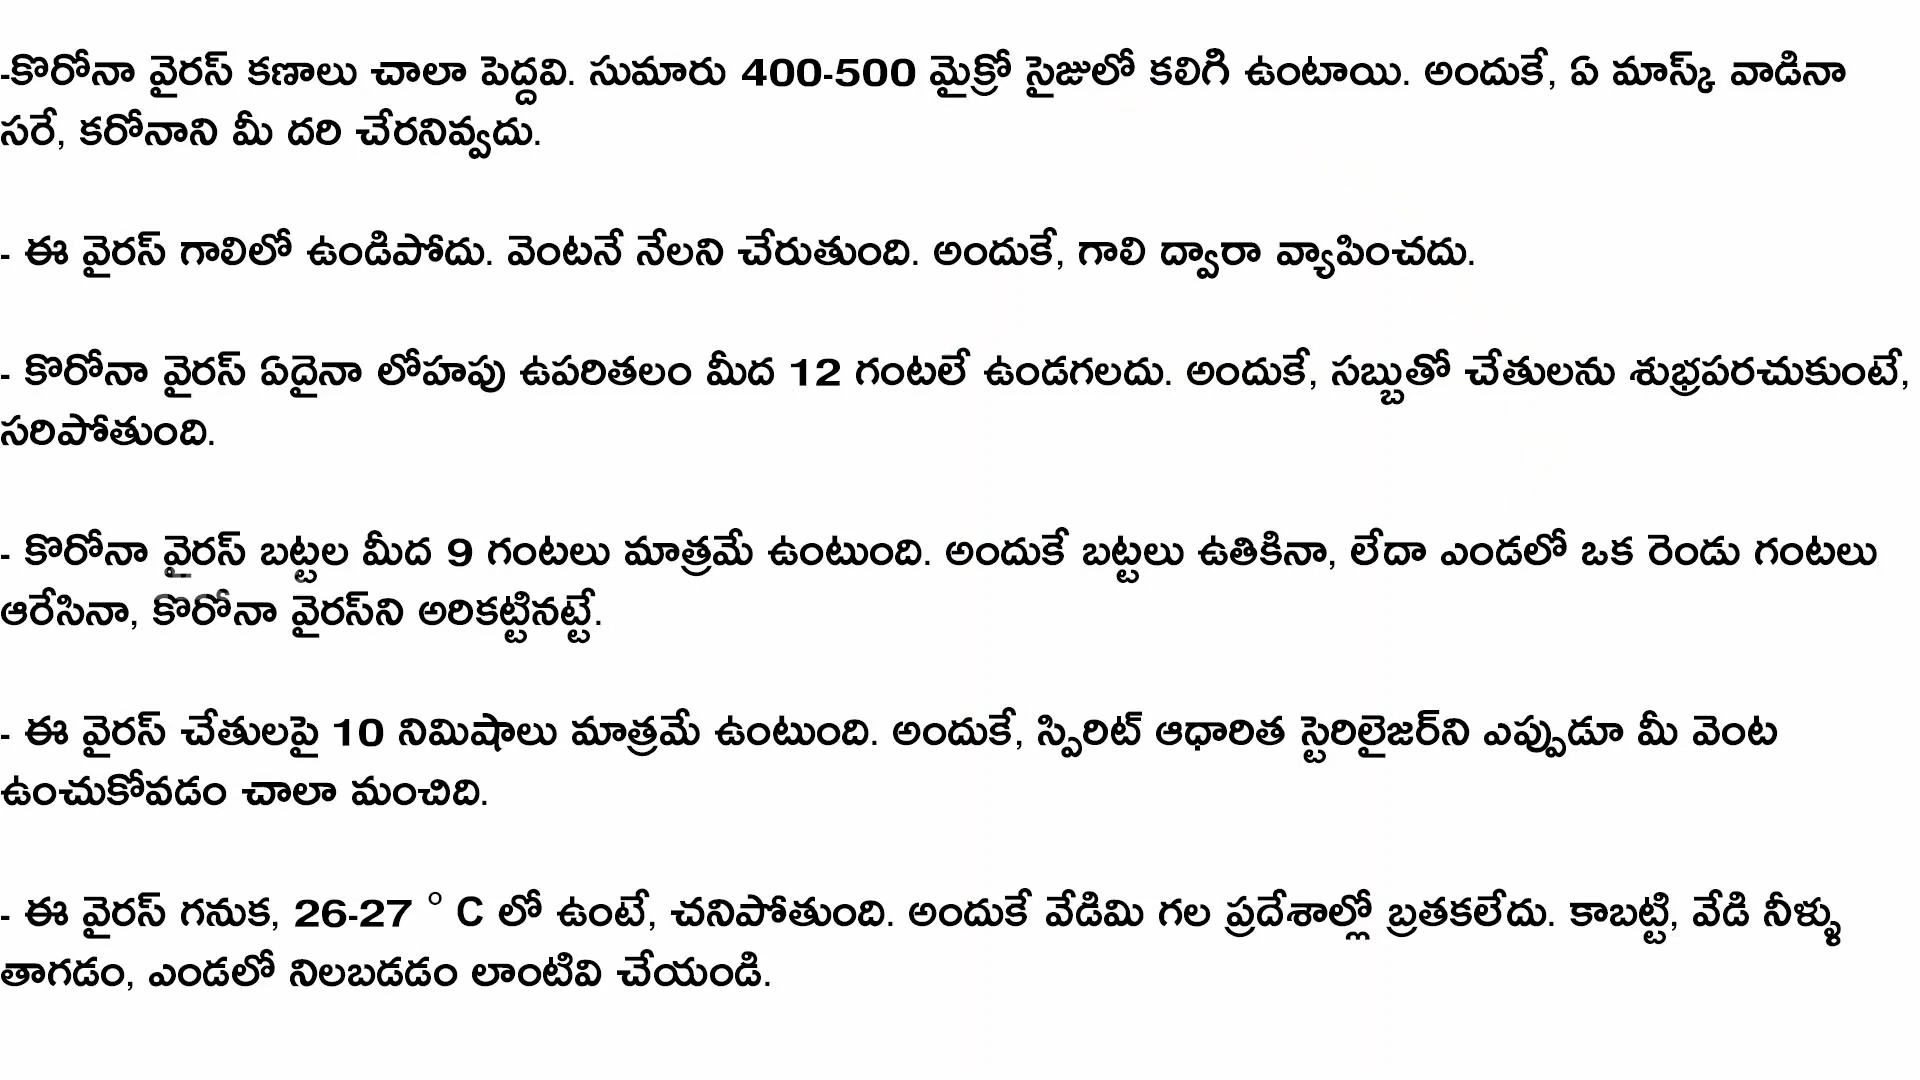 -కొరోనా వైరస్ కణాలు చాలా పెద్దవి. సుమారు 400-500 మైక్రో సైజులో కలిగి ఉంటాయి. అందుకే, ఏ మాస్క్ వాడినా
సరే, కరోనాని మీ దరి చేరనివ్వదు.
- ఈ వైరస్ గాలిలో ఉండిపోదు. వెంటనే నేలని చేరుతుంది. అందుకే, గాలి ద్వారా వ్యాపించదు.
- కొరోనా వైరస్ ఏదైనా లోహపు ఉపరితలం మీద 12 గంటలే ఉండగలదు. అందుకే, సబ్బుతో చేతులను శుభ్రపరచుకుంటే,
సరిపోతుంది.
- కొరోనా వైరస్ బట్టల మీద 9 గంటలు మాత్రమే ఉంటుంది. అందుకే బట్టలు ఉతికినా, లేదా ఎండలో ఒక రెండు గంటలు
ఆరేసినా, కొరోనా వైరస్‌ని అరికట్టినట్టే.
- ఈ వైరస్ చేతులపై 10 నిమిషాలు మాత్రమే ఉంటుంది. అందుకే, స్పిరిట్ ఆధారిత స్టెరిలైజర్‌ని ఎప్పుడూ మీ వెంట
ఉంచుకోవడం చాలా మంచిది.
- ఈ వైరస్ గనుక, 26-27 ° C లో ఉంటే, చనిపోతుంది. అందుకే వేడిమి గల ప్రదేశాల్లో బ్రతకలేదు. కాబట్టి, వేడి నీళ్ళు
తాగడం, ఎండలో నిలబడడం లాంటివి చేయండి.